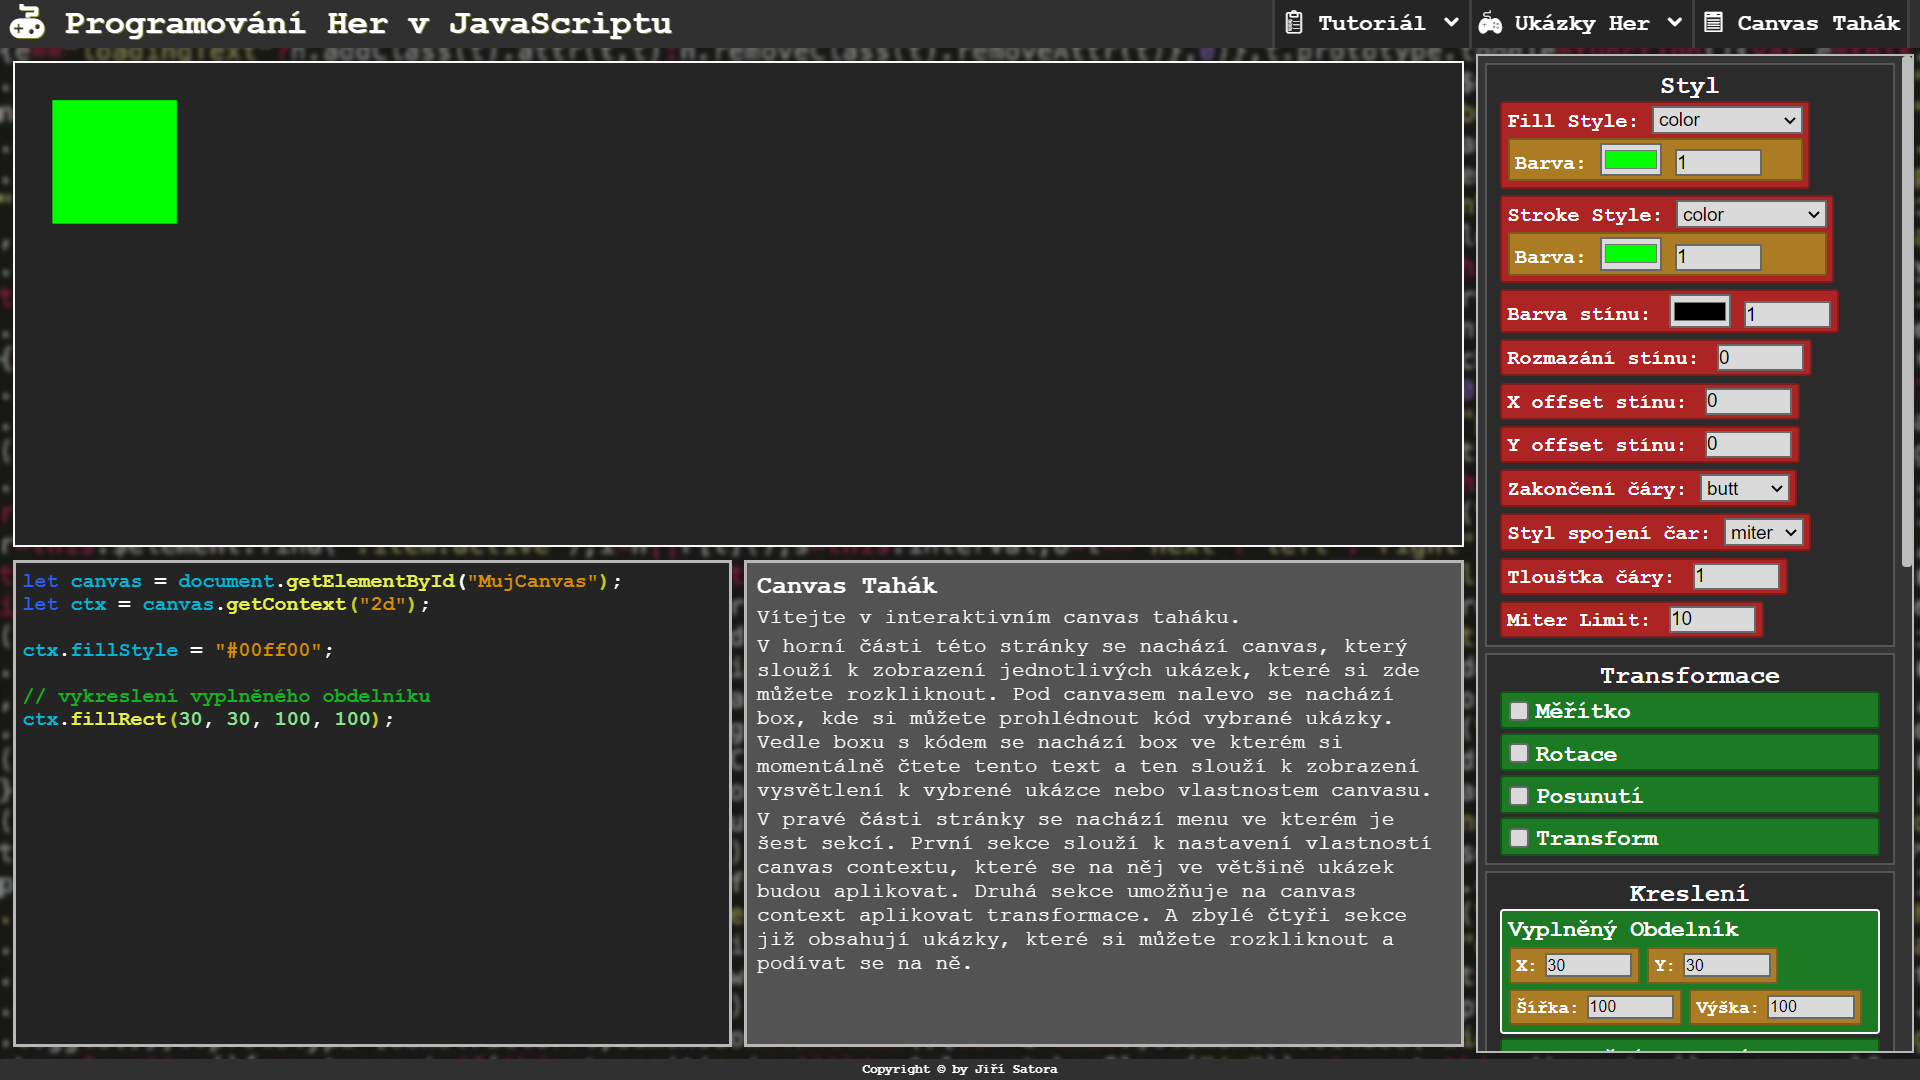 Programování Her v JavaScriptu
Tutoriál
Ukázky Her
Canvas Tahák
let canvas = document.getElementById("MujCanvas");
let ctx = canvas.getContext("2d");
ctx.fillStyle = "#00ff00";
// vykreslení vyplněného obdelníku
ctx.fillRect(30, 30, 100, 100);
Canvas Tahák
Vítejte v interaktivním canvas taháku.
V horní části této stránky se nachází canvas, který
slouží k zobrazení jednotlivých ukázek, které si zde
můžete rozkliknout. Pod canvasem nalevo se nachází
box, kde si můžete prohlédnout kód vybrané ukázky.
Vedle boxu s kódem se nachází box ve kterém si
momentálně čtete tento text a ten slouží k zobrazení
vysvětlení k vybrené ukázce nebo vlastnostem canvasu.
V pravé části stránky se nachází menu ve kterém je
šest sekcí. První sekce slouží k nastavení vlastností
canvas contextu, které se na něj ve většině ukázek
budou aplikovat. Druhá sekce umožňuje na canvas
context aplikovat transformace. A zbylé čtyři sekce
již obsahují ukázky, které si můžete rozkliknout a
podívat se na ně.
Styl
Fill Style: color
Barva: 1
Stroke Style: color
Barva: 1
Barva stínu: 1
Rozmazání stínu: 0
X offset stínu: 0
Y offset stínu: 0
Zakončení čáry: butt
Styl spojení čar: miter
Tloušťka čáry: 1
Miter Limit: 10
Transformace
Měřítko
Rotace
Posunutí
Transform
Kreslení
Vyplněný Obdelník
X: 30 Y: 30
Šířka: 100 Výška: 100
Copyright © by Jiří Satora